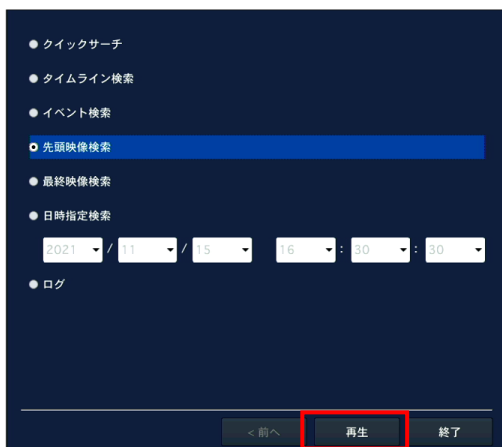 クイックサーチ
タイムライン検索
イベント検索
先頭映像検索
最終映像検索
日時指定検索
2021 / 11 / 15 16 : 30 : 30
ログ
<前へ 再生 終了